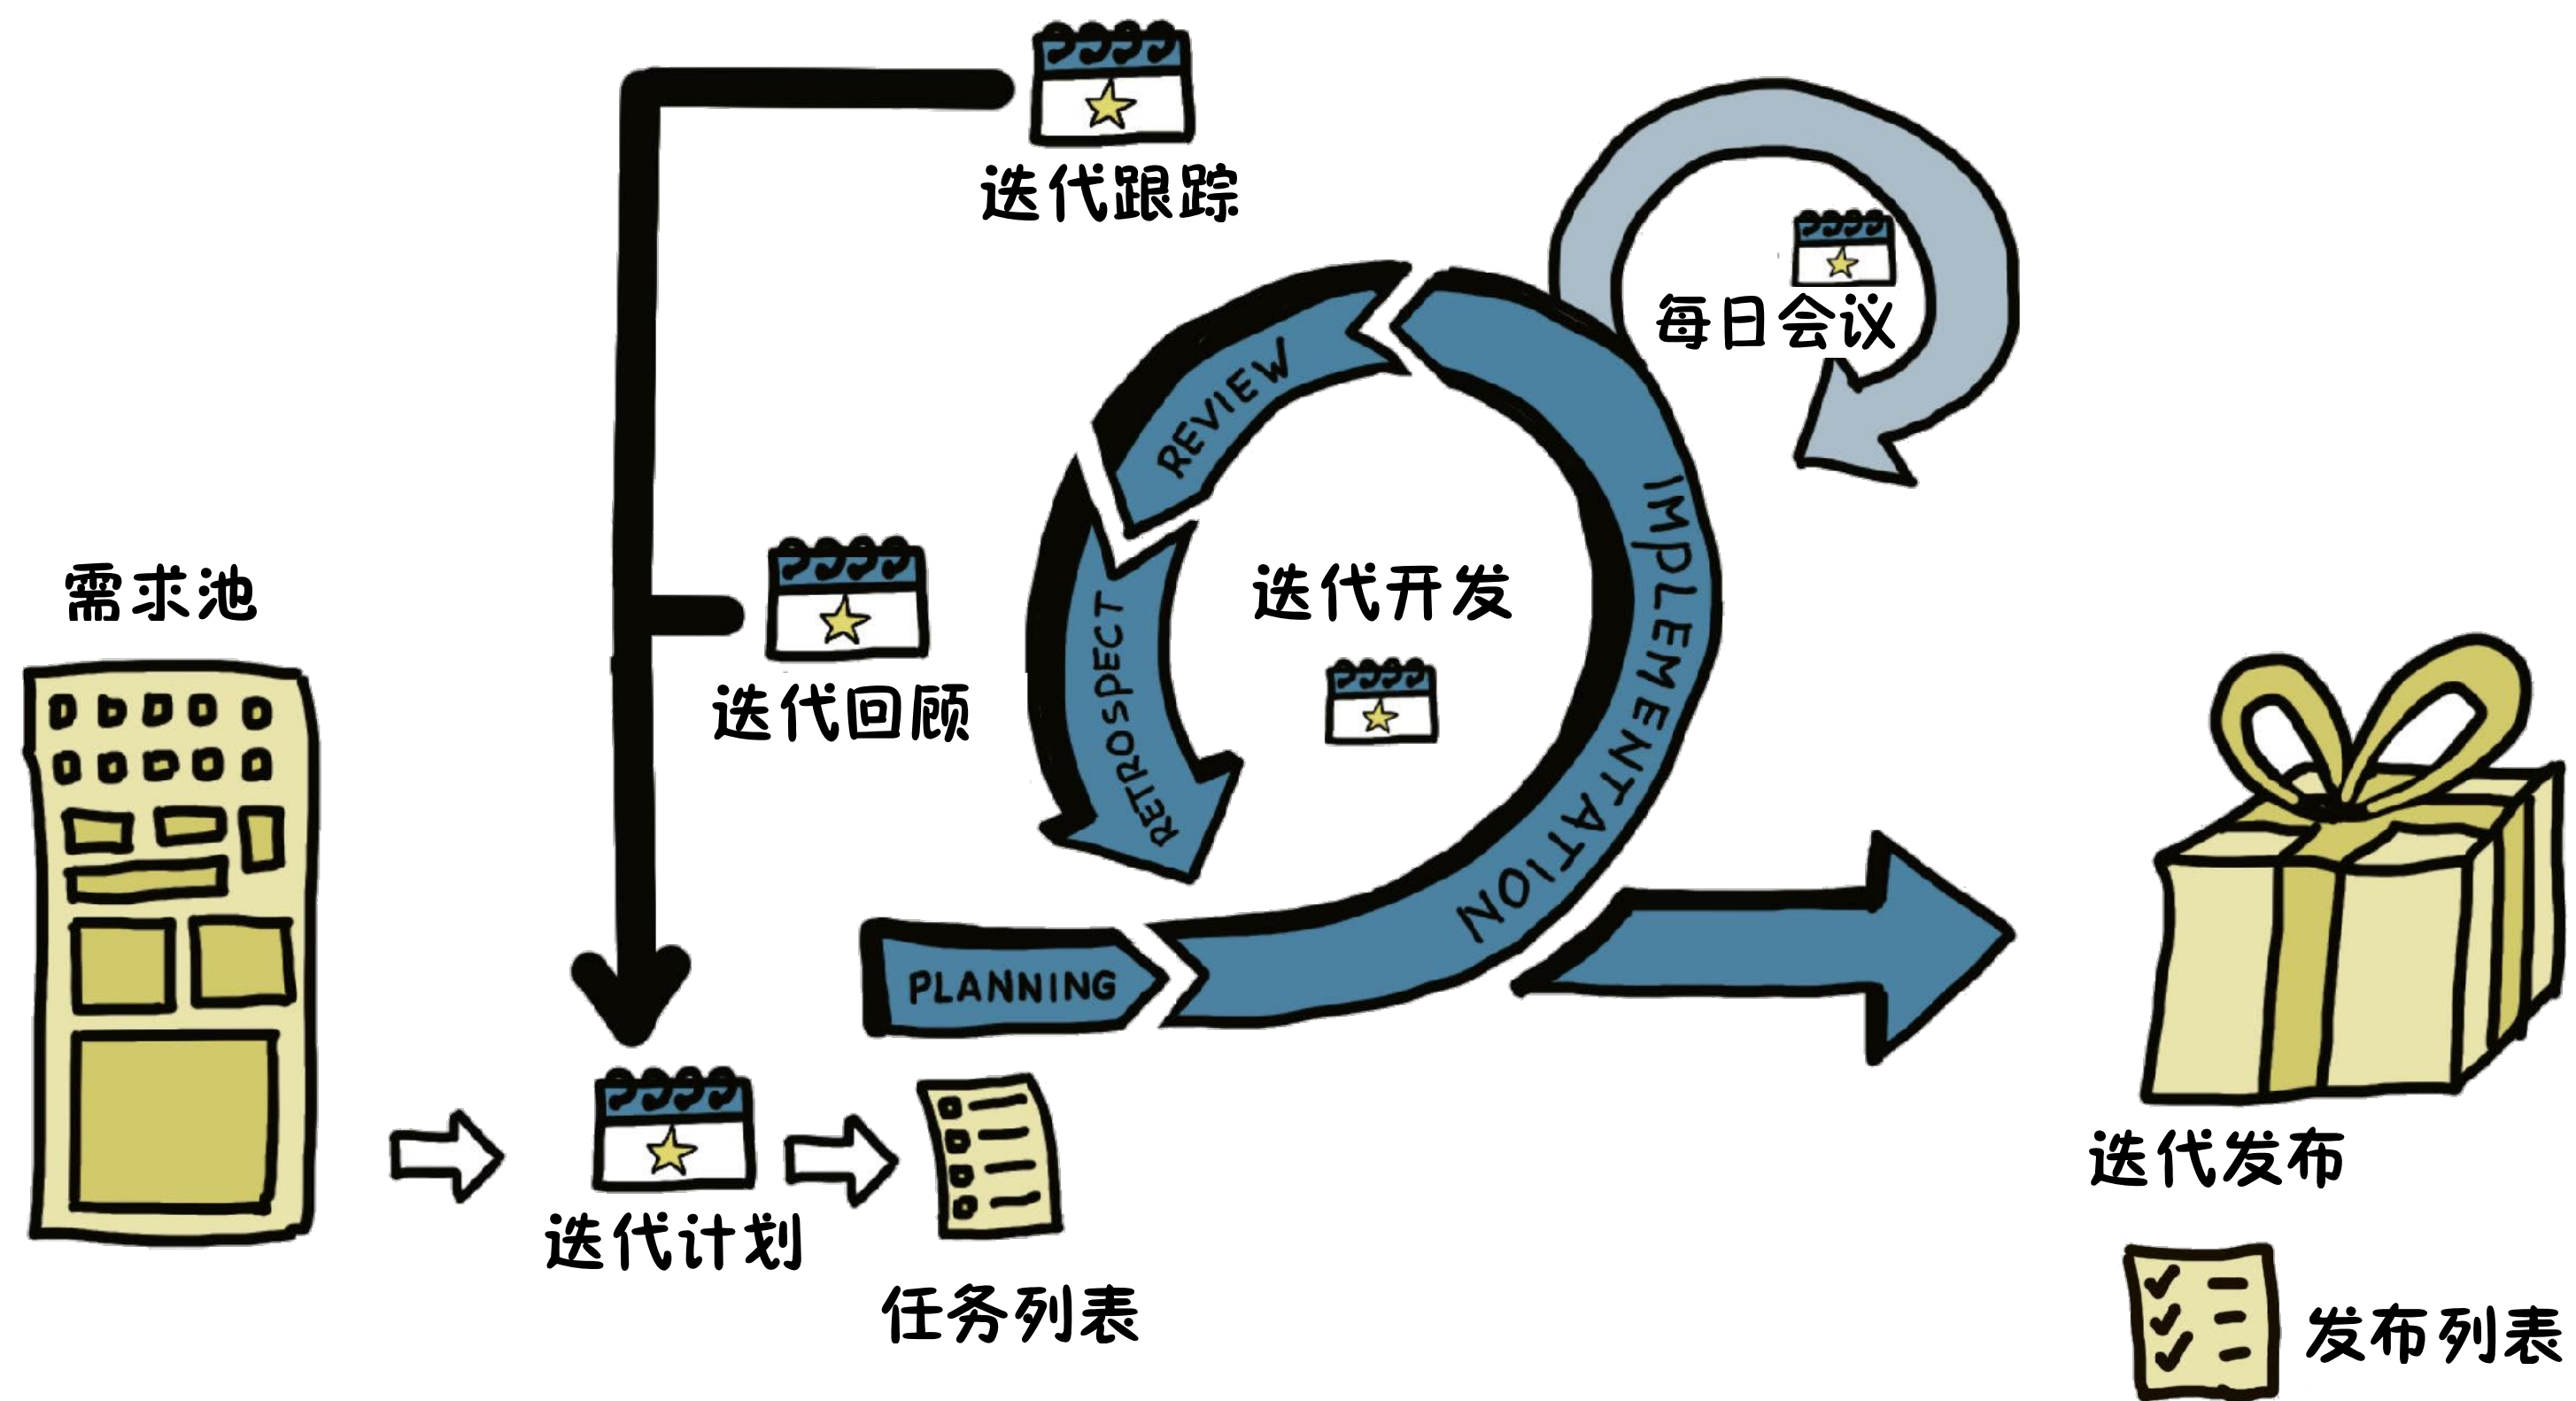 迭代跟踪
每日会议
REVIEW
IMPLEMENTATION
需求池
迭代开发
RETROSPECT
迭代回顾
PLANNING
迭代计划
任务列表
迭代发布
发布列表